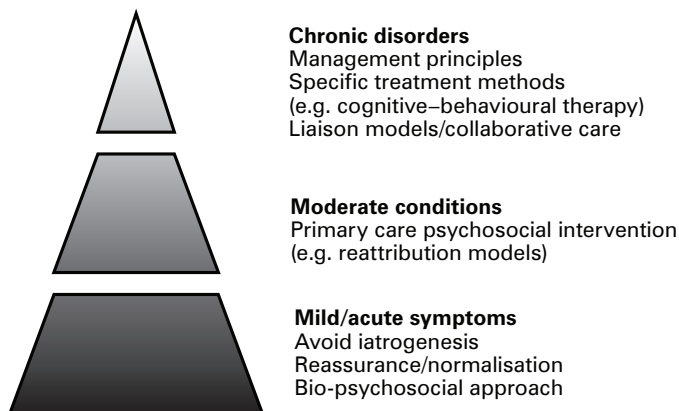 Chronic disorders
Management principles
Specific treatment methods
(e.g. cognitive–behavioural therapy)
Liaison models/collaborative care
Moderate conditions
Primary care psychosocial intervention
(e.g. reattribution models)
Mild/acute symptoms
Avoid iatrogenesis
Reassurance/normalisation
Bio-psychosocial approach